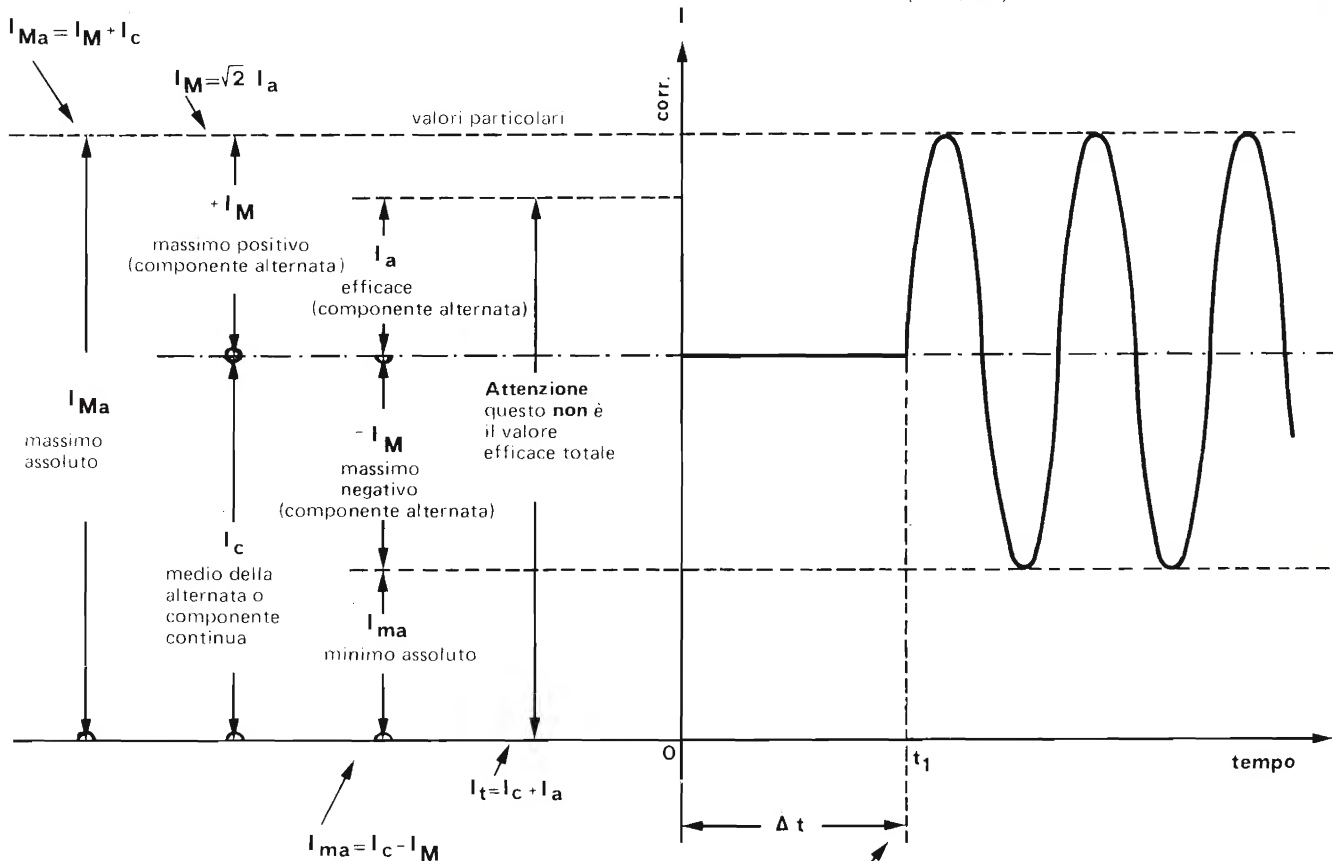 I
I_Ma = I_M + I_c
I_M = √2 I_a
corr.
valori particolari
+I_M
massimo positivo
(componente alternata)
I_a
efficace
(componente alternata)
I_Ma
massimo
assoluto
Attenzione
questo non è
il valore
efficace totale
-I_M
massimo
negativo
(componente alternata)
I_c
medio della
alternata o
componente
continua
I_ma
minimo assoluto
O
t_1
tempo
I_t = I_c + I_a
Δ t
I_ma = I_c - I_M